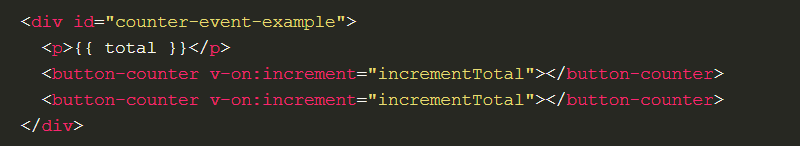 <div id="counter-event-example">
  <p>{{ total }}</p>
  <button-counter v-on:increment="incrementTotal"></button-counter>
  <button-counter v-on:increment="incrementTotal"></button-counter>
</div>